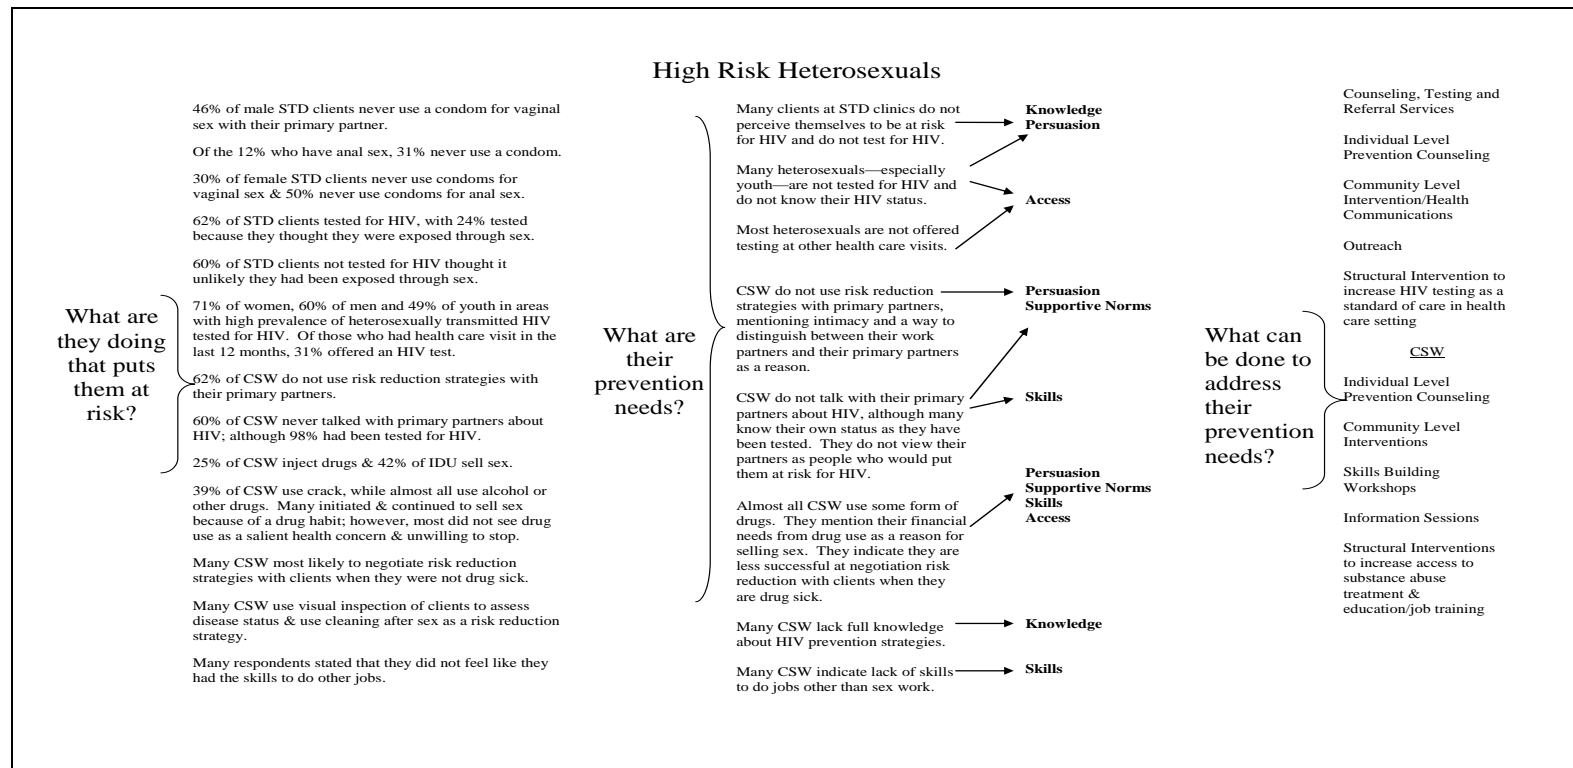 High Risk Heterosexuals
What are
they doing
that puts
them at
risk?
46% of male STD clients never use a condom for vaginal
sex with their primary partner.
Of the 12% who have anal sex, 31% never use a condom.
30% of female STD clients never use condoms for
vaginal sex & 50% never use condoms for anal sex.
62% of STD clients tested for HIV, with 24% tested
because they thought they were exposed through sex.
60% of STD clients not tested for HIV thought it
unlikely they had been exposed through sex.
71% of women, 60% of men and 49% of youth in areas
with high prevalence of heterosexually transmitted HIV
tested for HIV. Of those who had health care visit in the
last 12 months, 31% offered an HIV test.
62% of CSW do not use risk reduction strategies with
their primary partners.
60% of CSW never talked with primary partners about
HIV; although 98% had been tested for HIV.
25% of CSW inject drugs & 42% of IDU sell sex.
39% of CSW use crack, while almost all use alcohol or
other drugs. Many initiated & continued to sell sex
because of a drug habit; however, most did not see drug
use as a salient health concern & unwilling to stop.
Many CSW most likely to negotiate risk reduction
strategies with clients when they were not drug sick.
Many CSW use visual inspection of clients to assess
disease status & use cleaning after sex as a risk reduction
strategy.
Many respondents stated that they did not feel like they
had the skills to do other jobs.
What are
their
prevention
needs?
Many clients at STD clinics do not
perceive themselves to be at risk
for HIV and do not test for HIV.
Many heterosexuals—especially
youth—are not tested for HIV and
do not know their HIV status.
Most heterosexuals are not offered
testing at other health care visits.
CSW do not use risk reduction
strategies with primary partners,
mentioning intimacy and a way to
distinguish between their work
partners and their primary partners
as a reason.
CSW do not talk with their primary
partners about HIV, although many
know their own status as they have
been tested. They do not view their
partners as people who would put
them at risk for HIV.
Almost all CSW use some form of
drugs. They mention their financial
needs from drug use as a reason for
selling sex. They indicate they are
less successful at negotiation risk
reduction with clients when they
are drug sick.
Many CSW lack full knowledge
about HIV prevention strategies.
Many CSW indicate lack of skills
to do jobs other than sex work.
Knowledge
Persuasion
Access
Persuasion
Supportive Norms
Skills
Persuasion
Supportive Norms
Skills
Access
Knowledge
Skills
What can
be done to
address
their
prevention
needs?
Counseling, Testing and
Referral Services
Individual Level
Prevention Counseling
Community Level
Intervention/Health
Communications
Outreach
Structural Intervention to
increase HIV testing as a
standard of care in health
care setting
CSW
Individual Level
Prevention Counseling
Community Level
Interventions
Skills Building
Workshops
Information Sessions
Structural Interventions
to increase access to
substance abuse
treatment &
education/job training